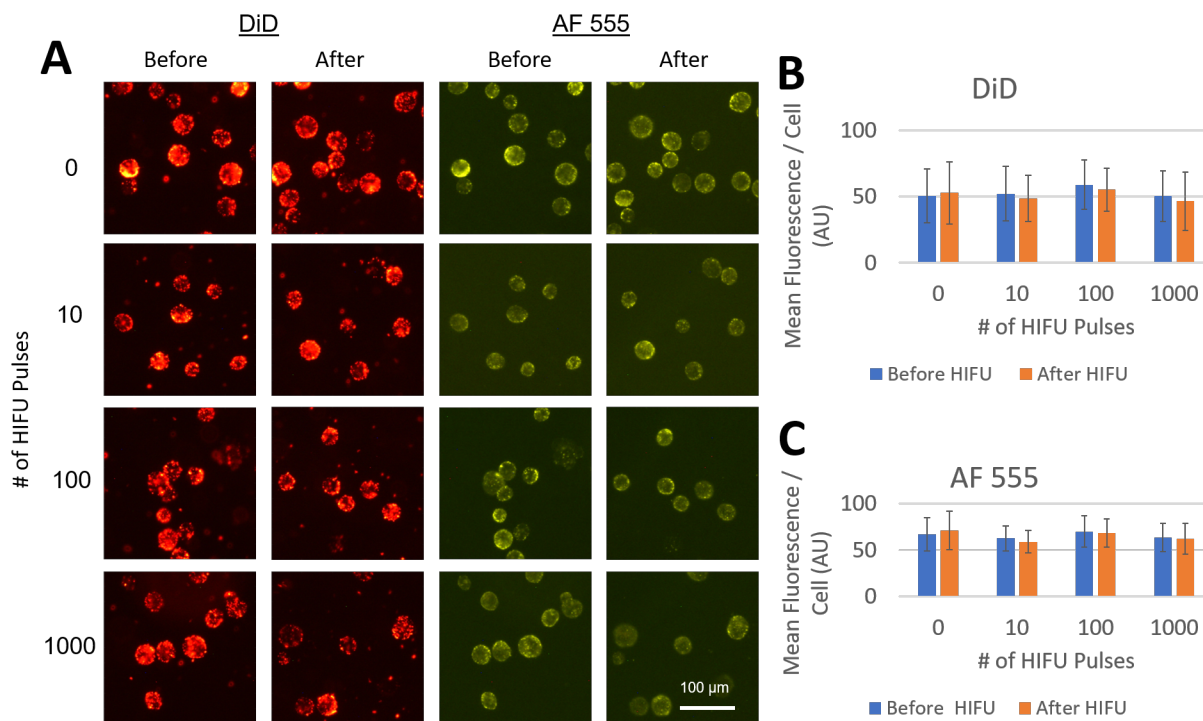 A
DiD
AF 555
Before
After
Before
After
# of HIFU Pulses
0
10
100
1000
100 µm
B
DiD
Mean Fluorescence / Cell
(AU)
100
50
0
0 10 100 1000
# of HIFU Pulses
Before HIFU After HIFU
C
AF 555
Mean Fluorescence /
Cell (AU)
100
50
0
0 10 100 1000
# of HIFU Pulses
Before HIFU After HIFU